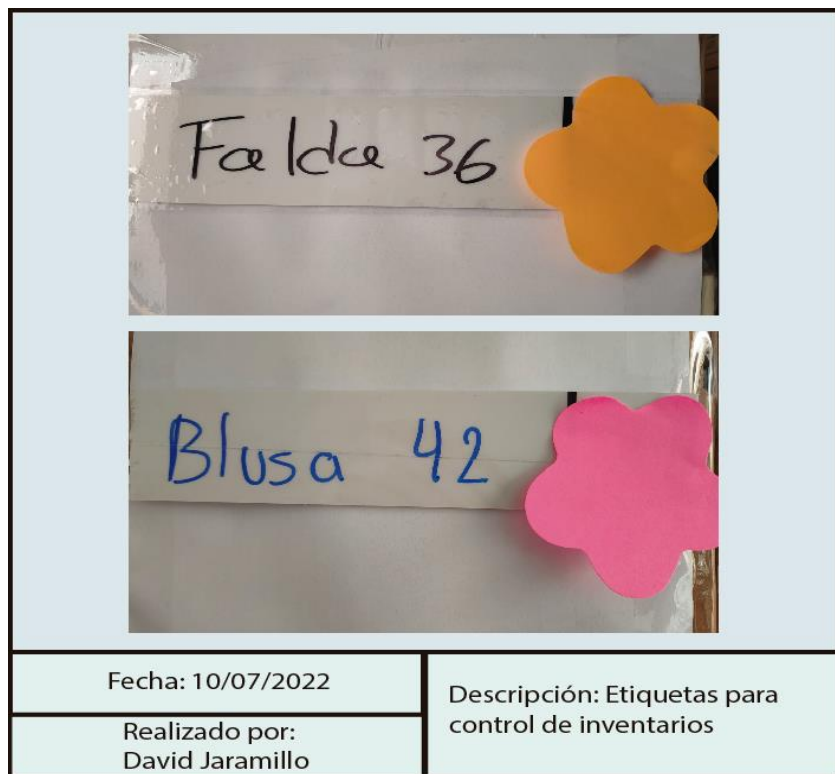 Falda 36
Blusa 42
Fecha: 10/07/2022
Realizado por:
David Jaramillo
Descripción: Etiquetas para
control de inventarios